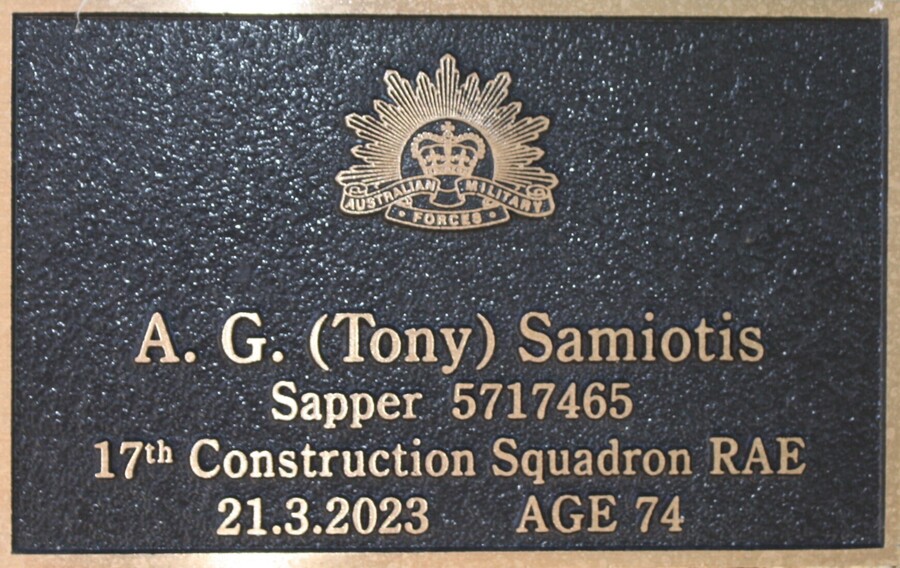 AUSTRALIAN MILITARY
• FORCES •
A. G. (Tony) Samiotis
Sapper 5717465
17th Construction Squadron RAE
21.3.2023 AGE 74